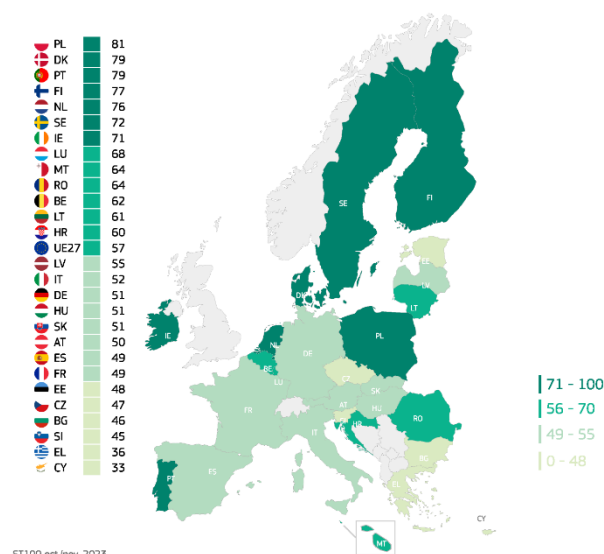 PL 81
DK 79
PT 79
FI 77
NL 76
SE 72
IE 71
LU 68
MT 64
RO 64
BE 62
LT 61
HR 60
UE27 57
LV 55
IT 52
DE 51
HU 51
SK 51
AT 50
ES 49
FR 49
EE 48
CZ 47
BG 46
SI 45
EL 36
CY 33
FI
SE
EE
LV
DK
LT
IE
NL
PL
DE
BE
CZ
LU
SK
AT
HU
FR
RO
HR
IT
BG
PT
ES
EL
CY
MT
71 - 100
56 - 70
49 - 55
0 - 48